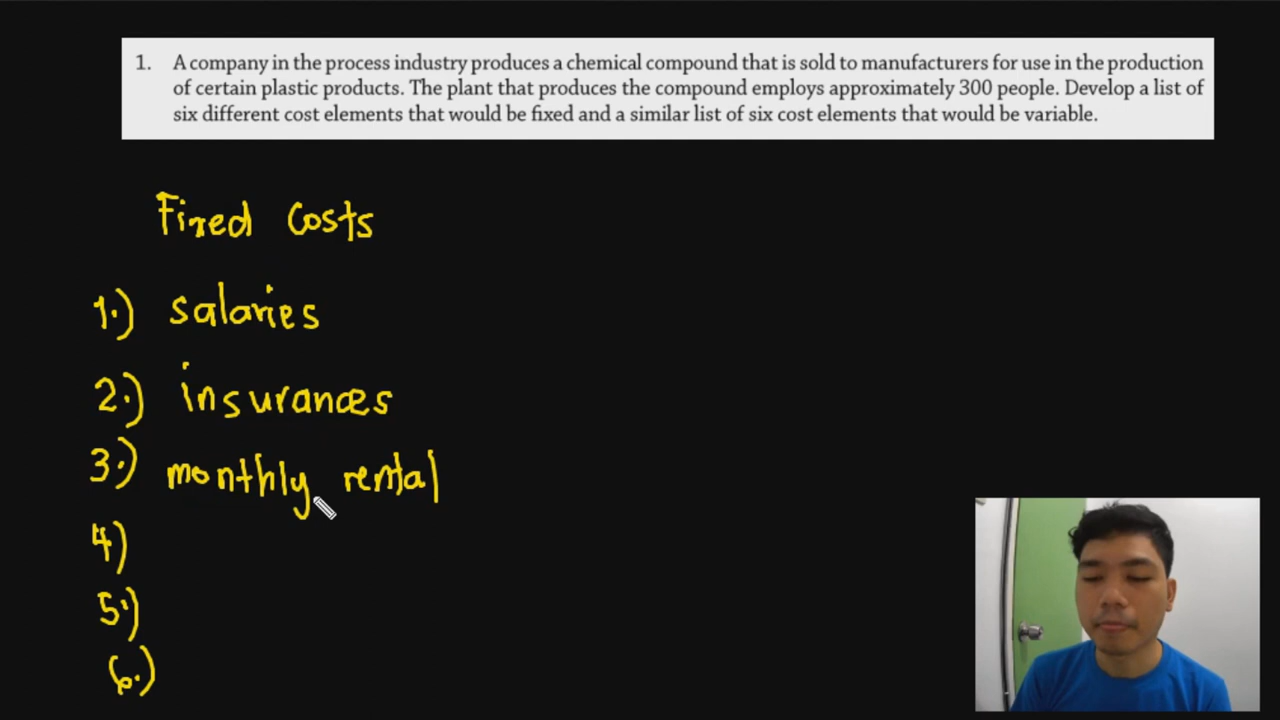 1. A company in the process industry produces a chemical compound that is sold to manufacturers for use in the production
of certain plastic products. The plant that produces the compound employs approximately 300 people. Develop a list of
six different cost elements that would be fixed and a similar list of six cost elements that would be variable.
Fixed Costs
1.) salaries
2.) insurances
3.) monthly rental
4)
5.)
6.)